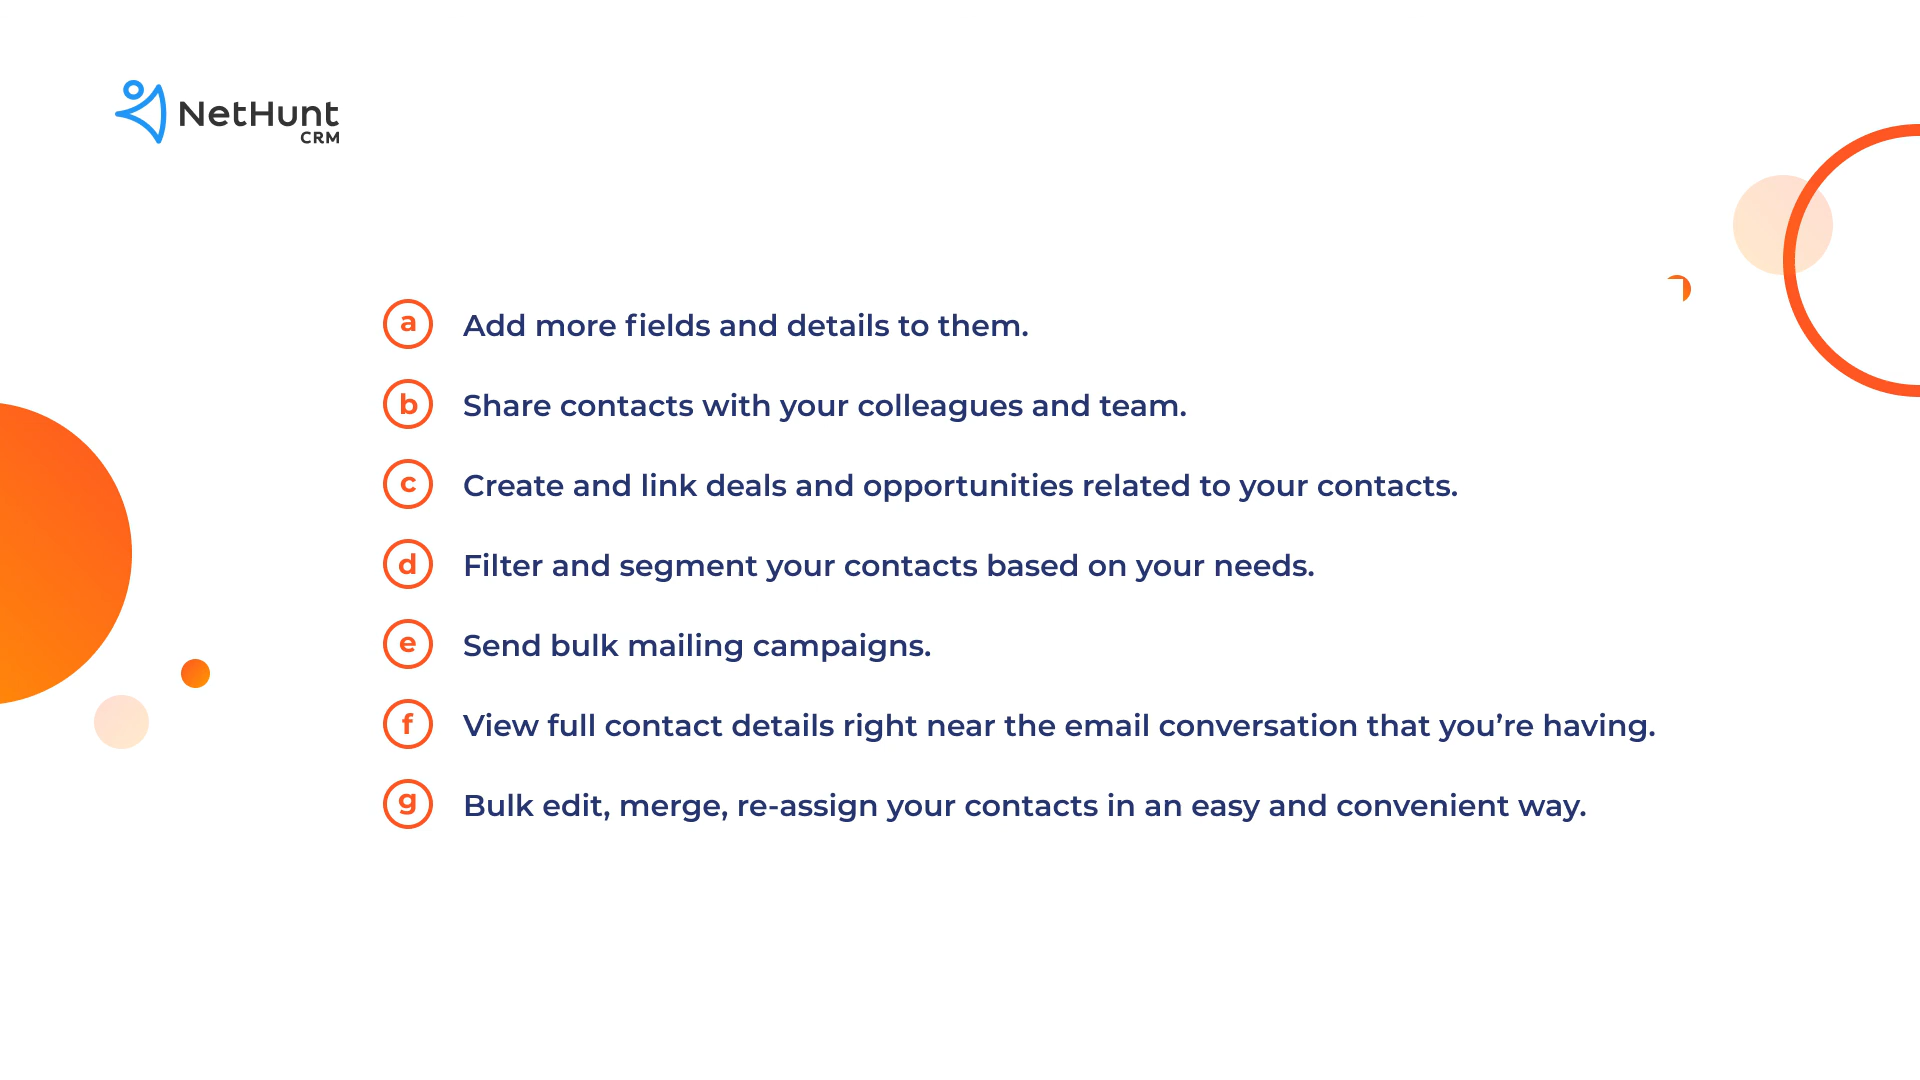 NetHunt
CRM
a Add more fields and details to them.
b Share contacts with your colleagues and team.
c Create and link deals and opportunities related to your contacts.
d Filter and segment your contacts based on your needs.
e Send bulk mailing campaigns.
f View full contact details right near the email conversation that you’re having.
g Bulk edit, merge, re-assign your contacts in an easy and convenient way.